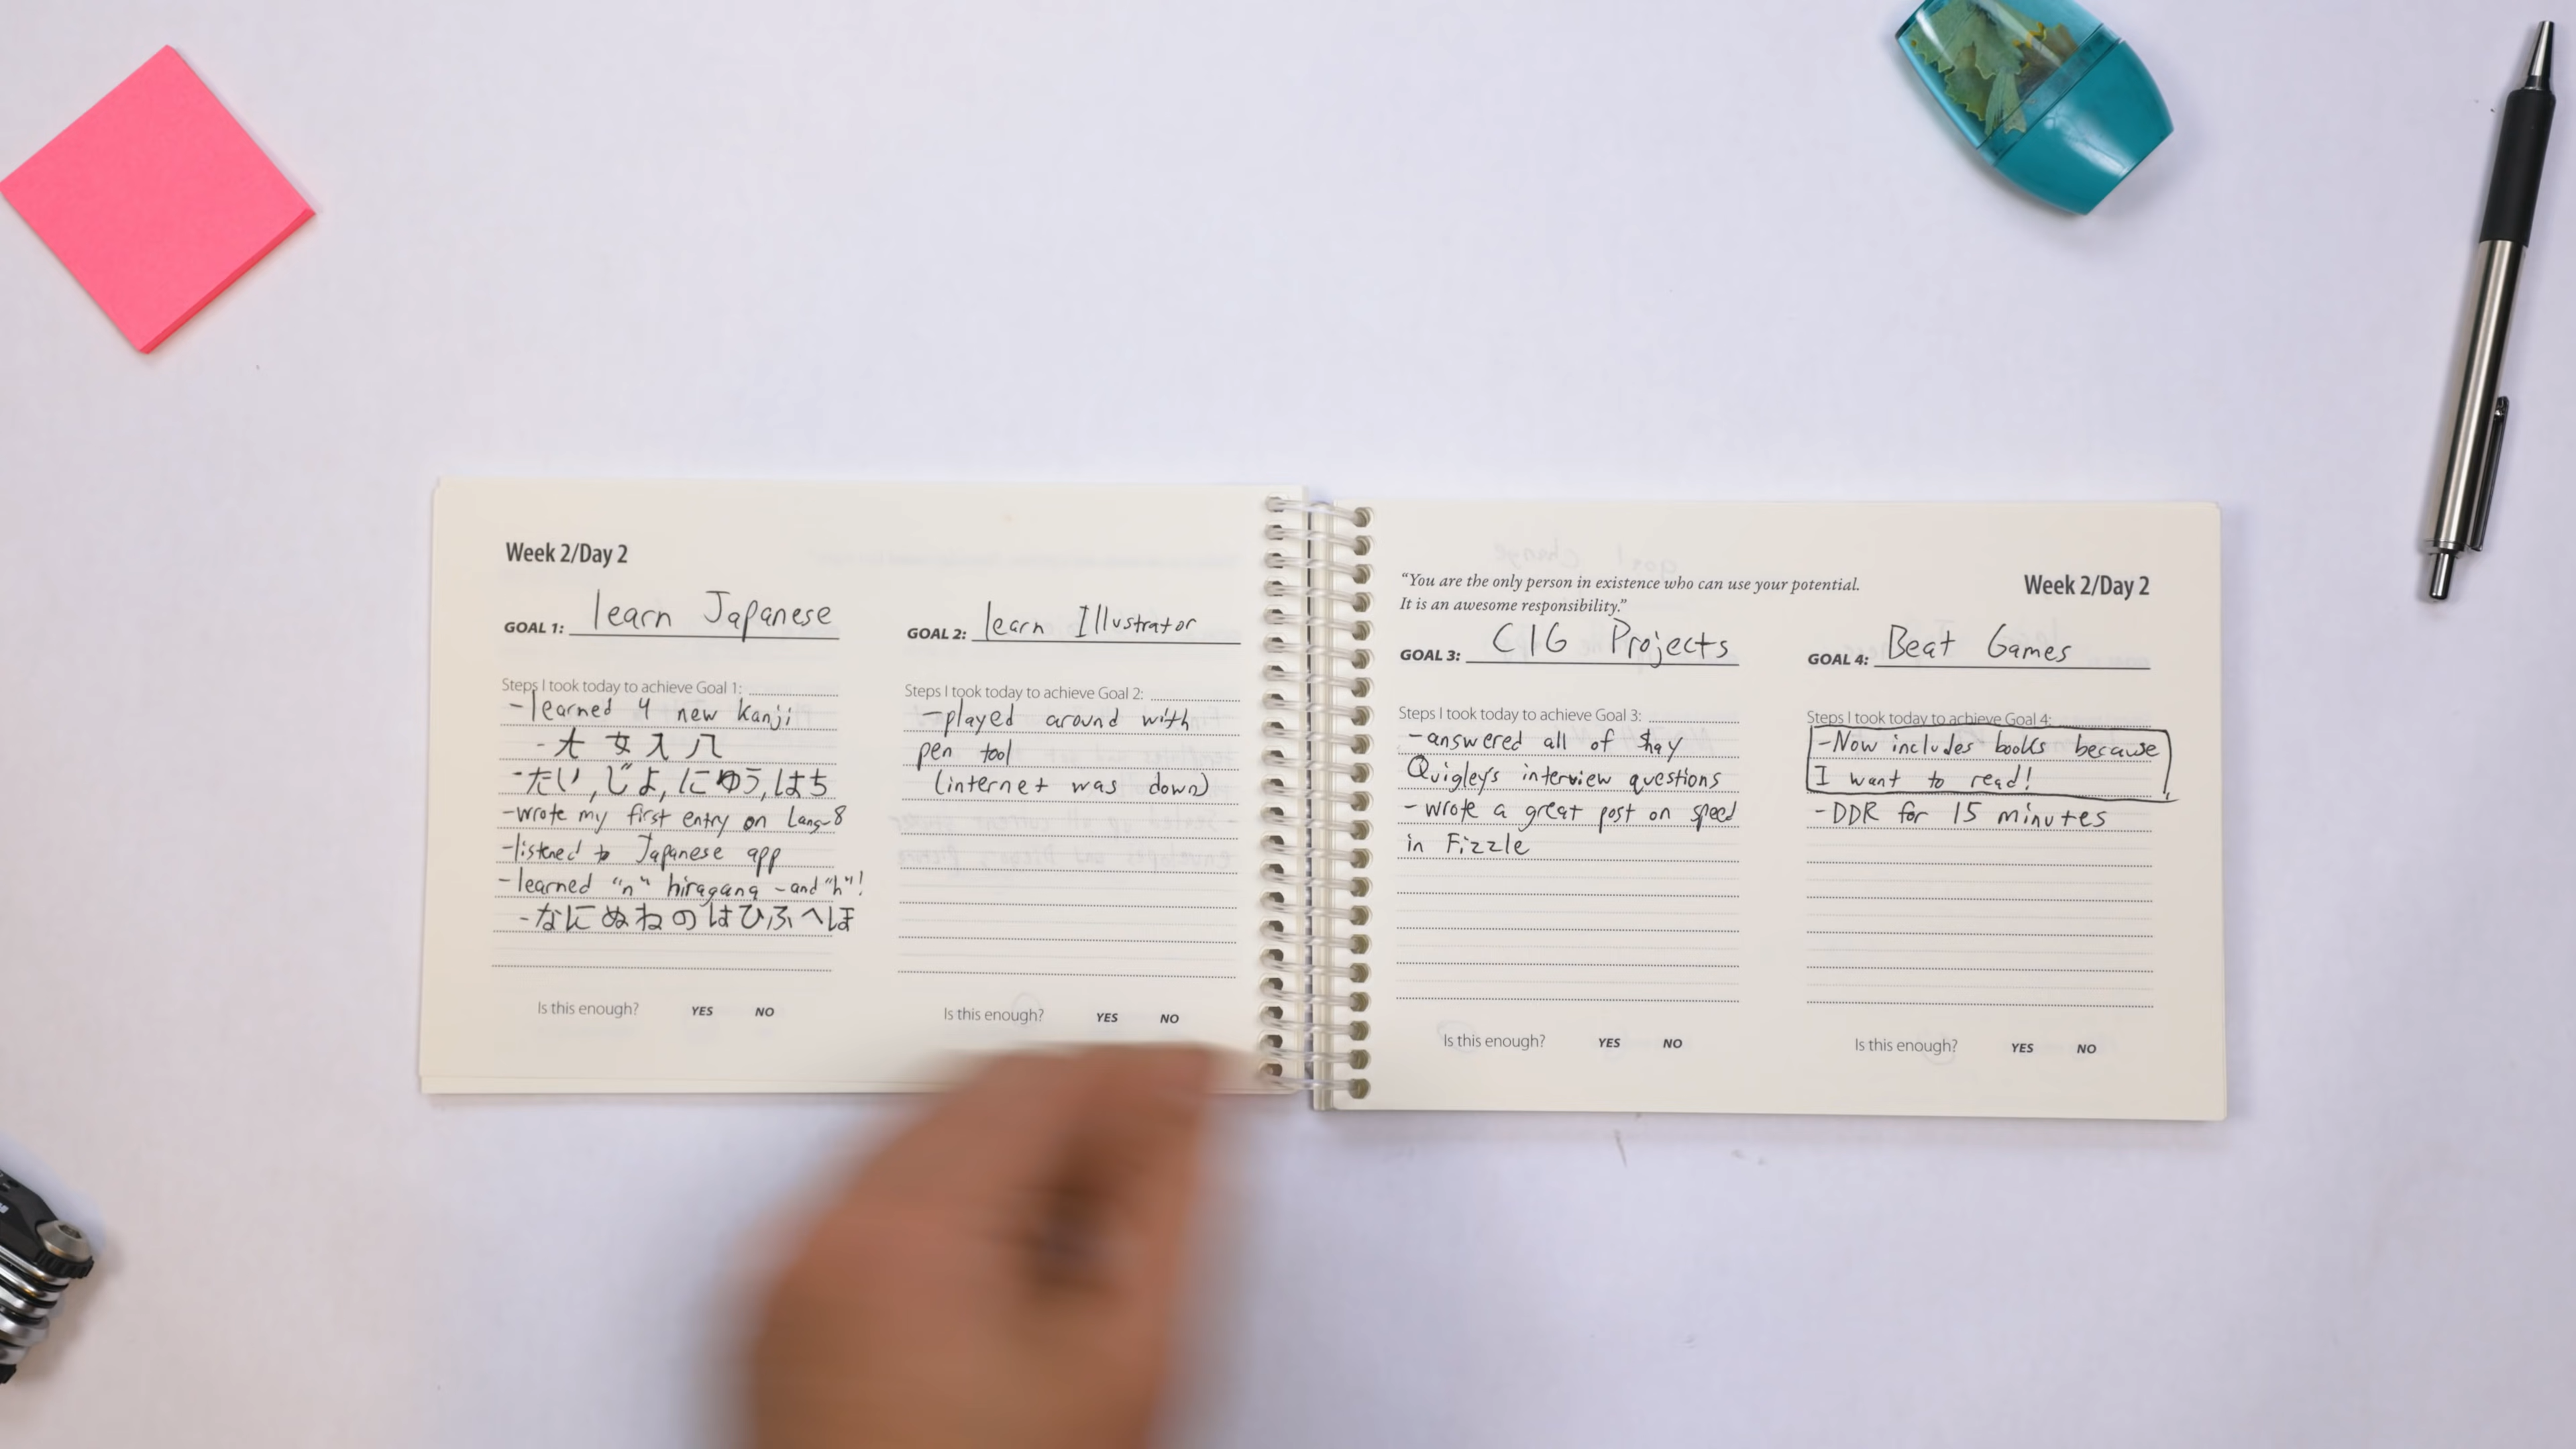 Week 2/Day 2
GOAL 1: learn Japanese
Steps I took today to achieve Goal 1:
-learned 4 new kanji
-大 女 入 八
-たい, じょ, にゅう, はち
-wrote my first entry on Lang-8
-listened to Japanese app
-learned "n" hiragana -and "h"!
-なにぬねのはひふへほ
Is this enough? YES NO
GOAL 2: learn Illustrator
Steps I took today to achieve Goal 2:
-played around with
pen tool
(internet was down)
Is this enough? YES NO
"You are the only person in existence who can use your potential.
It is an awesome responsibility."
Week 2/Day 2
GOAL 3: CIG Projects
Steps I took today to achieve Goal 3:
-answered all of Shay
Quigley's interview questions
-wrote a great post on speed
in Fizzle
Is this enough? YES NO
GOAL 4: Beat Games
Steps I took today to achieve Goal 4:
-Now includes books because
I want to read!
-DDR for 15 minutes
Is this enough? YES NO